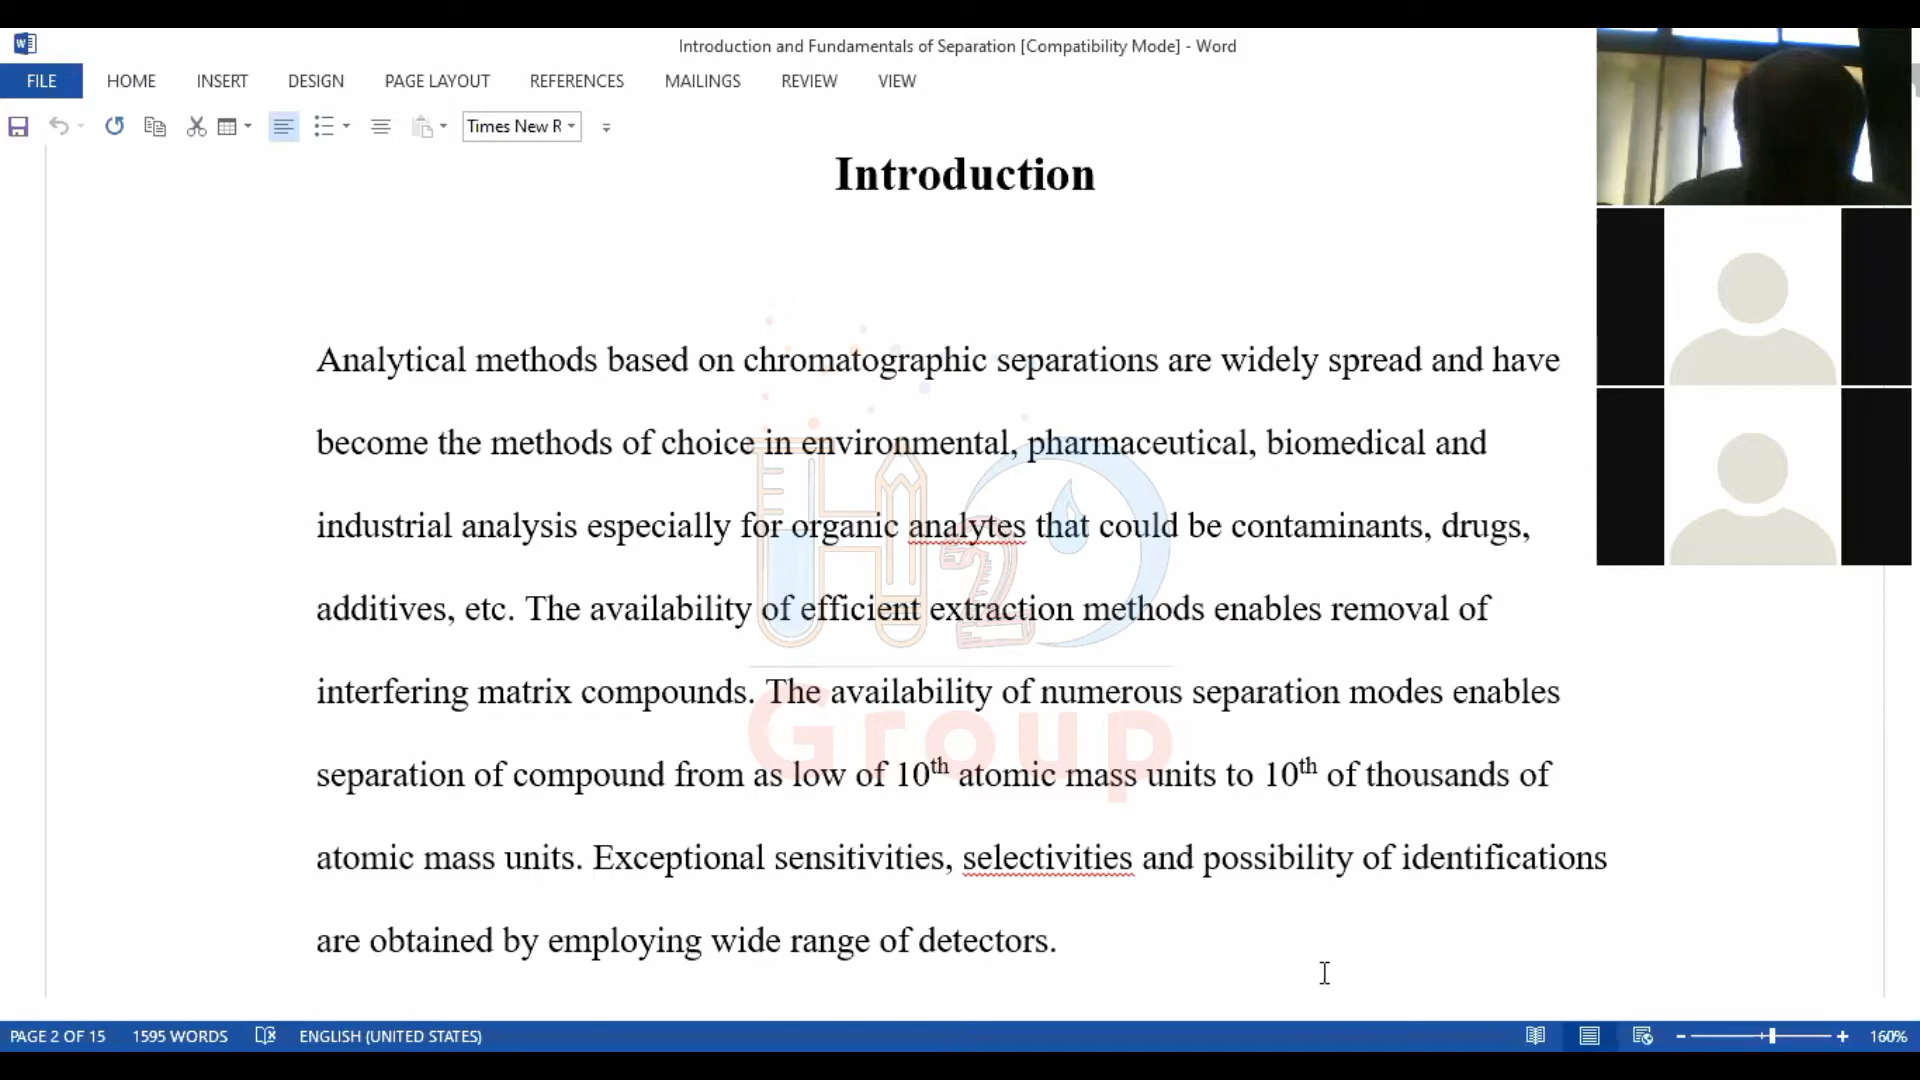 Introduction and Fundamentals of Separation [Compatibility Mode] - Word
FILE HOME INSERT DESIGN PAGE LAYOUT REFERENCES MAILINGS REVIEW VIEW
Times New R
Introduction
Analytical methods based on chromatographic separations are widely spread and have
become the methods of choice in environmental, pharmaceutical, biomedical and
industrial analysis especially for organic analytes that could be contaminants, drugs,
additives, etc. The availability of efficient extraction methods enables removal of
interfering matrix compounds. The availability of numerous separation modes enables
separation of compound from as low of 10th atomic mass units to 10th of thousands of
atomic mass units. Exceptional sensitivities, selectivities and possibility of identifications
are obtained by employing wide range of detectors.
H2O
Group
PAGE 2 OF 15 1595 WORDS ENGLISH (UNITED STATES) 160%